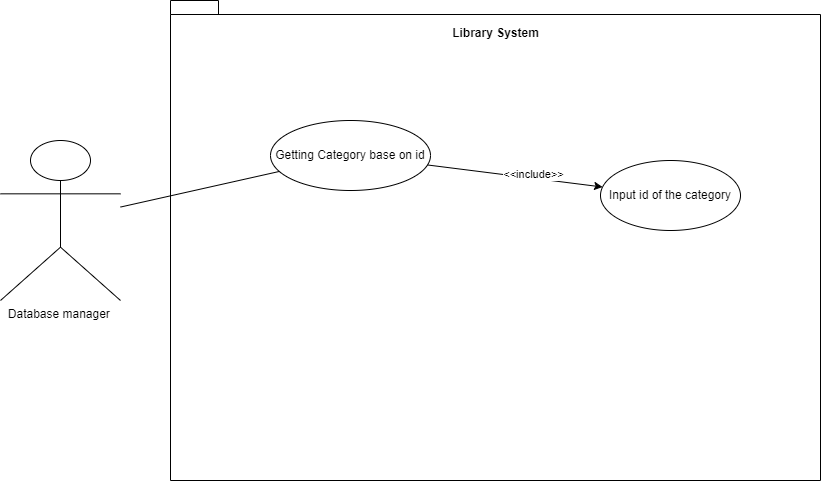 Library System
Getting Category base on id
<<include>>
Input id of the category
Database manager